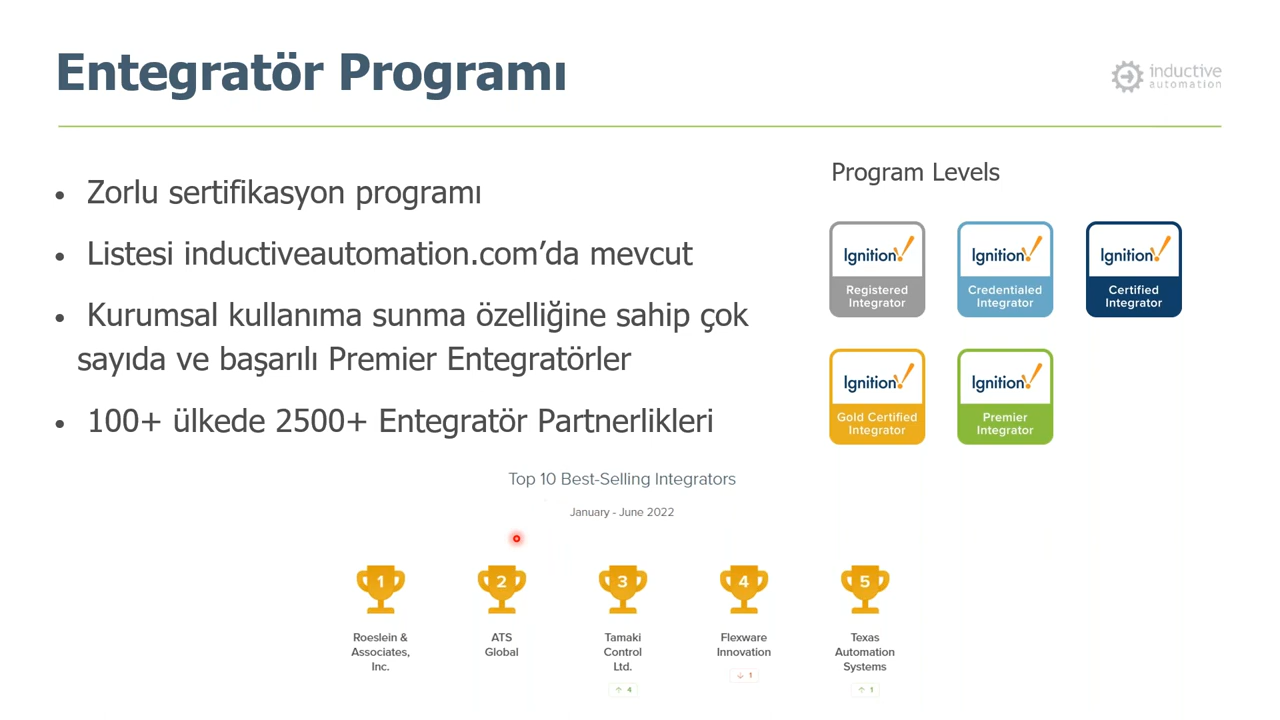 Entegratör Programı
inductive
automation
• Zorlu sertifikasyon programı
• Listesi inductiveautomation.com’da mevcut
• Kurumsal kullanıma sunma özelliğine sahip çok
sayıda ve başarılı Premier Entegratörler
• 100+ ülkede 2500+ Entegratör Partnerlikleri
Program Levels
Ignition!
Registered
Integrator
Ignition!
Credentialed
Integrator
Ignition!
Certified
Integrator
Ignition!
Gold Certified
Integrator
Ignition!
Premier
Integrator
Top 10 Best-Selling Integrators
January - June 2022
1
Roeslein &
Associates,
Inc.
2
ATS
Global
3
Tamaki
Control
Ltd.
↑ 4
4
Flexware
Innovation
↓ 1
5
Texas
Automation
Systems
↑ 1